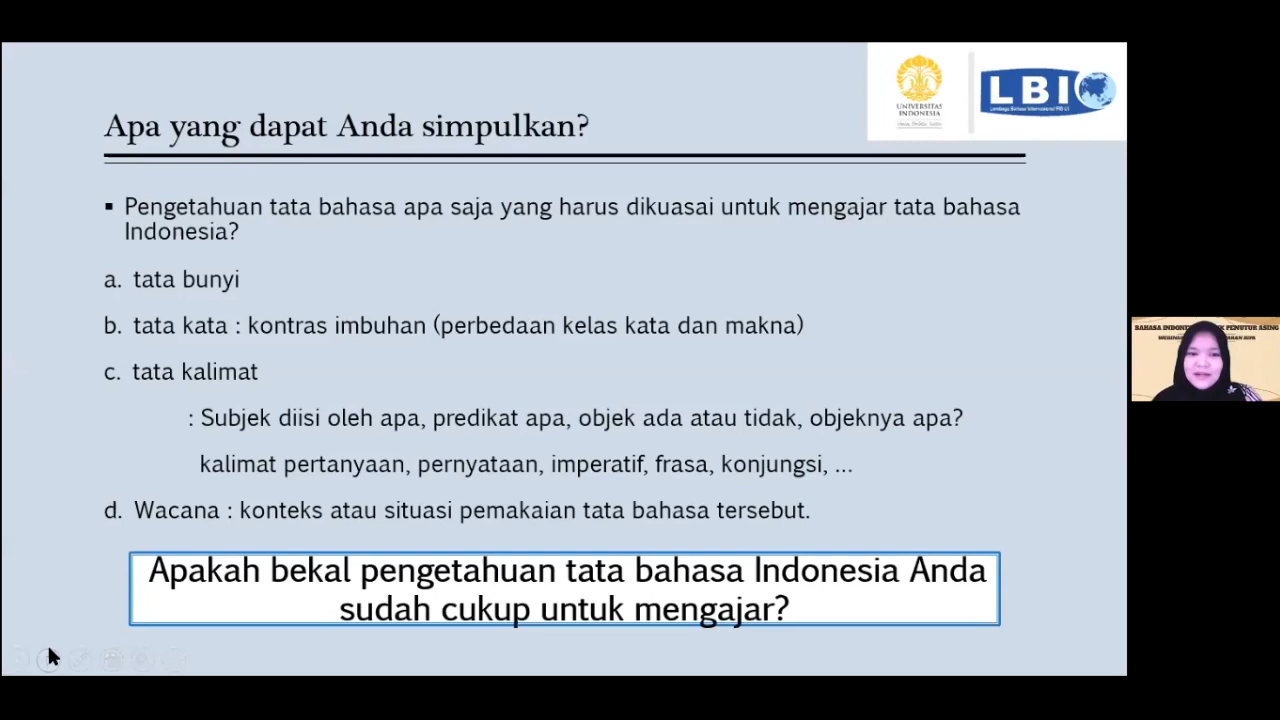 Apa yang dapat Anda simpulkan?
UNIVERSITAS
INDONESIA
LBI
▪ Pengetahuan tata bahasa apa saja yang harus dikuasai untuk mengajar tata bahasa
Indonesia?
a. tata bunyi
b. tata kata : kontras imbuhan (perbedaan kelas kata dan makna)
c. tata kalimat
: Subjek diisi oleh apa, predikat apa, objek ada atau tidak, objeknya apa?
kalimat pertanyaan, pernyataan, imperatif, frasa, konjungsi, ...
d. Wacana : konteks atau situasi pemakaian tata bahasa tersebut.
Apakah bekal pengetahuan tata bahasa Indonesia Anda
sudah cukup untuk mengajar?
BAHASA PENUTUR ASING